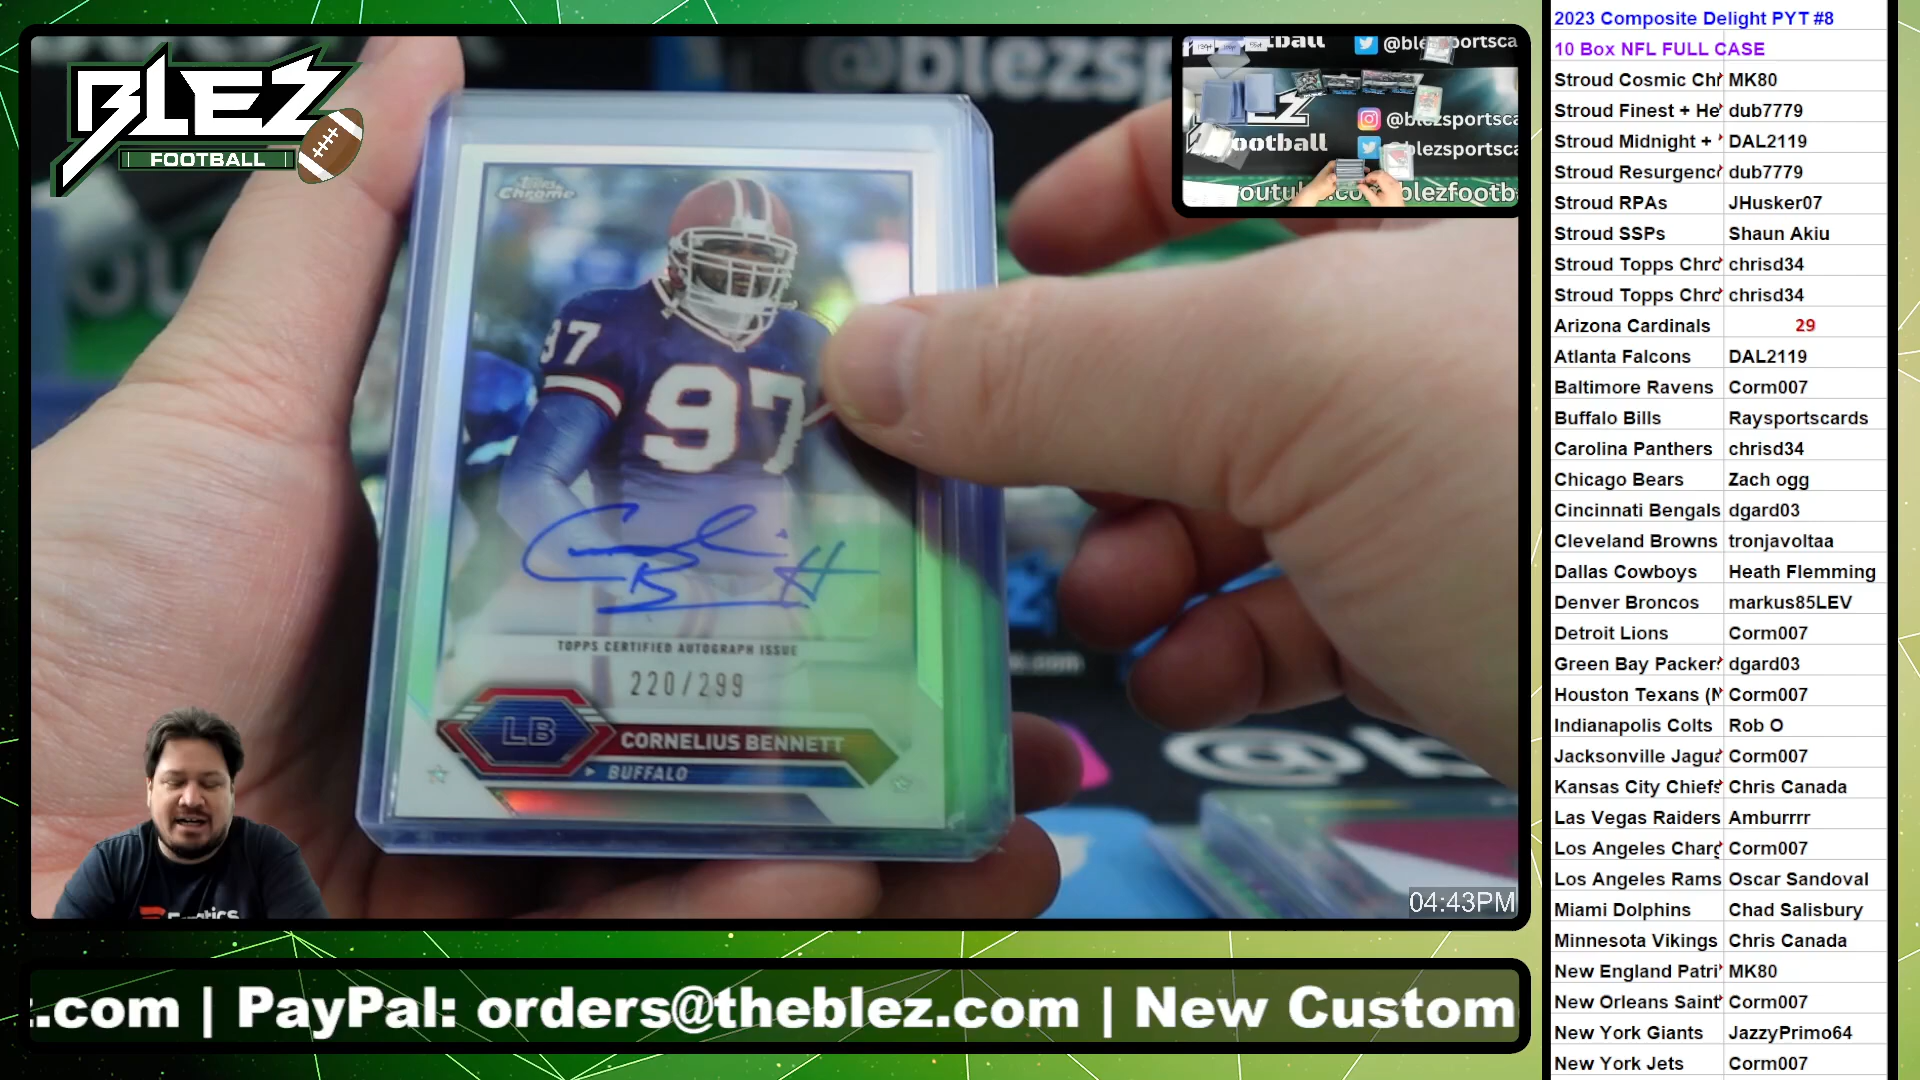 BLEZ
FOOTBALL
Topps
Chrome
97
97
TOPPS CERTIFIED AUTOGRAPH ISSUE
220/299
LB
CORNELIUS BENNETT
BUFFALO
@blezsp
ootball
@blezsportsca
blezsportsca
04:43PM
.com | PayPal: orders@theblez.com | New Custom
2023 Composite Delight PYT #8
10 Box NFL FULL CASE
Stroud Cosmic Chr MK80
Stroud Finest + He dub7779
Stroud Midnight + DAL2119
Stroud Resurgenc dub7779
Stroud RPAs JHusker07
Stroud SSPs Shaun Akiu
Stroud Topps Chro chrisd34
Stroud Topps Chro chrisd34
Arizona Cardinals 29
Atlanta Falcons DAL2119
Baltimore Ravens Corm007
Buffalo Bills Raysportscards
Carolina Panthers chrisd34
Chicago Bears Zach ogg
Cincinnati Bengals dgard03
Cleveland Browns tronjavoltaa
Dallas Cowboys Heath Flemming
Denver Broncos markus85LEV
Detroit Lions Corm007
Green Bay Packers dgard03
Houston Texans (N Corm007
Indianapolis Colts Rob O
Jacksonville Jagua Corm007
Kansas City Chiefs Chris Canada
Las Vegas Raiders Amburrrr
Los Angeles Charg Corm007
Los Angeles Rams Oscar Sandoval
Miami Dolphins Chad Salisbury
Minnesota Vikings Chris Canada
New England Patri MK80
New Orleans Saint Corm007
New York Giants JazzyPrimo64
New York Jets Corm007